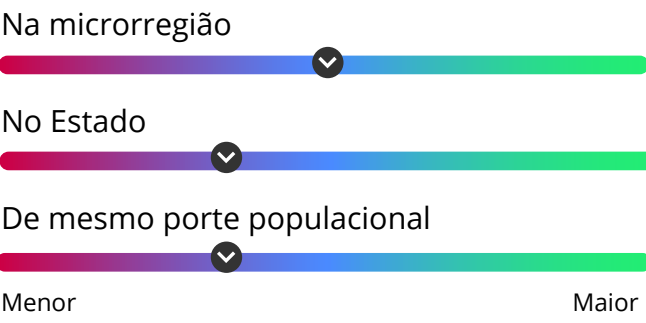 Na microrregião
No Estado
De mesmo porte populacional
Menor Maior